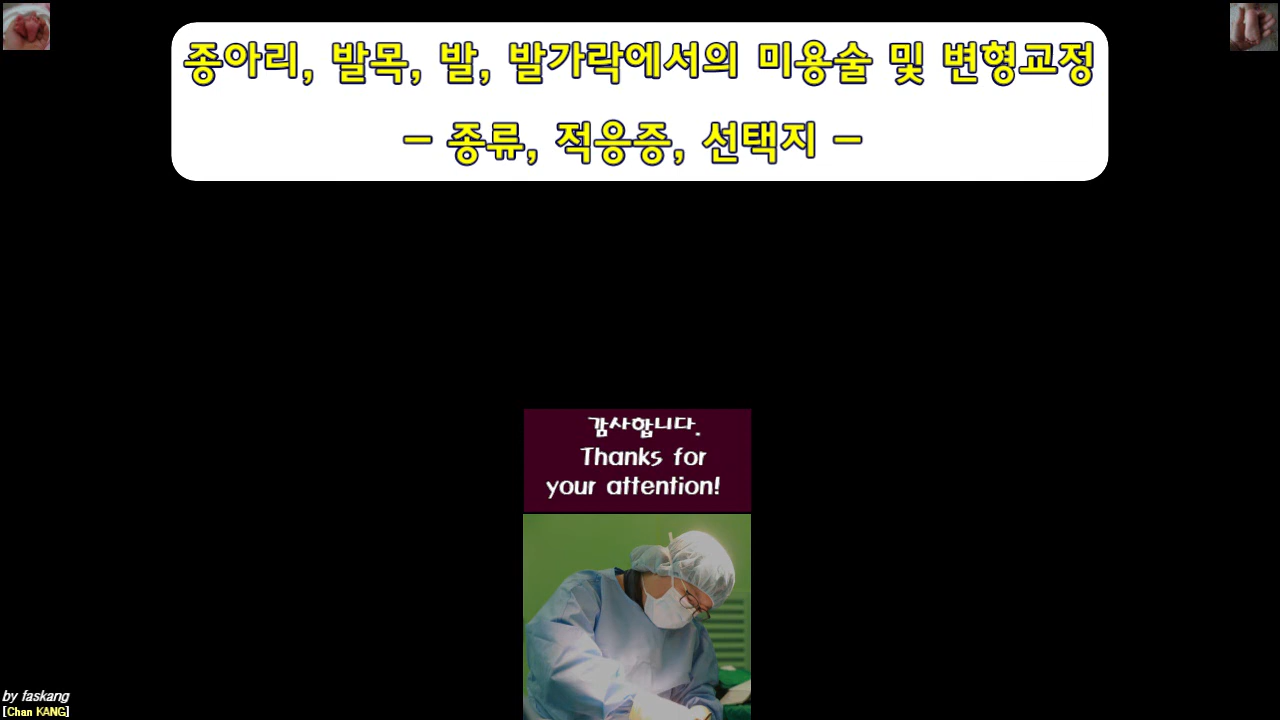 종아리, 발목, 발, 발가락에서의 미용술 및 변형교정
- 종류, 적응증, 선택지 -
감사합니다.
Thanks for
your attention!
by faskang
[Chan KANG]